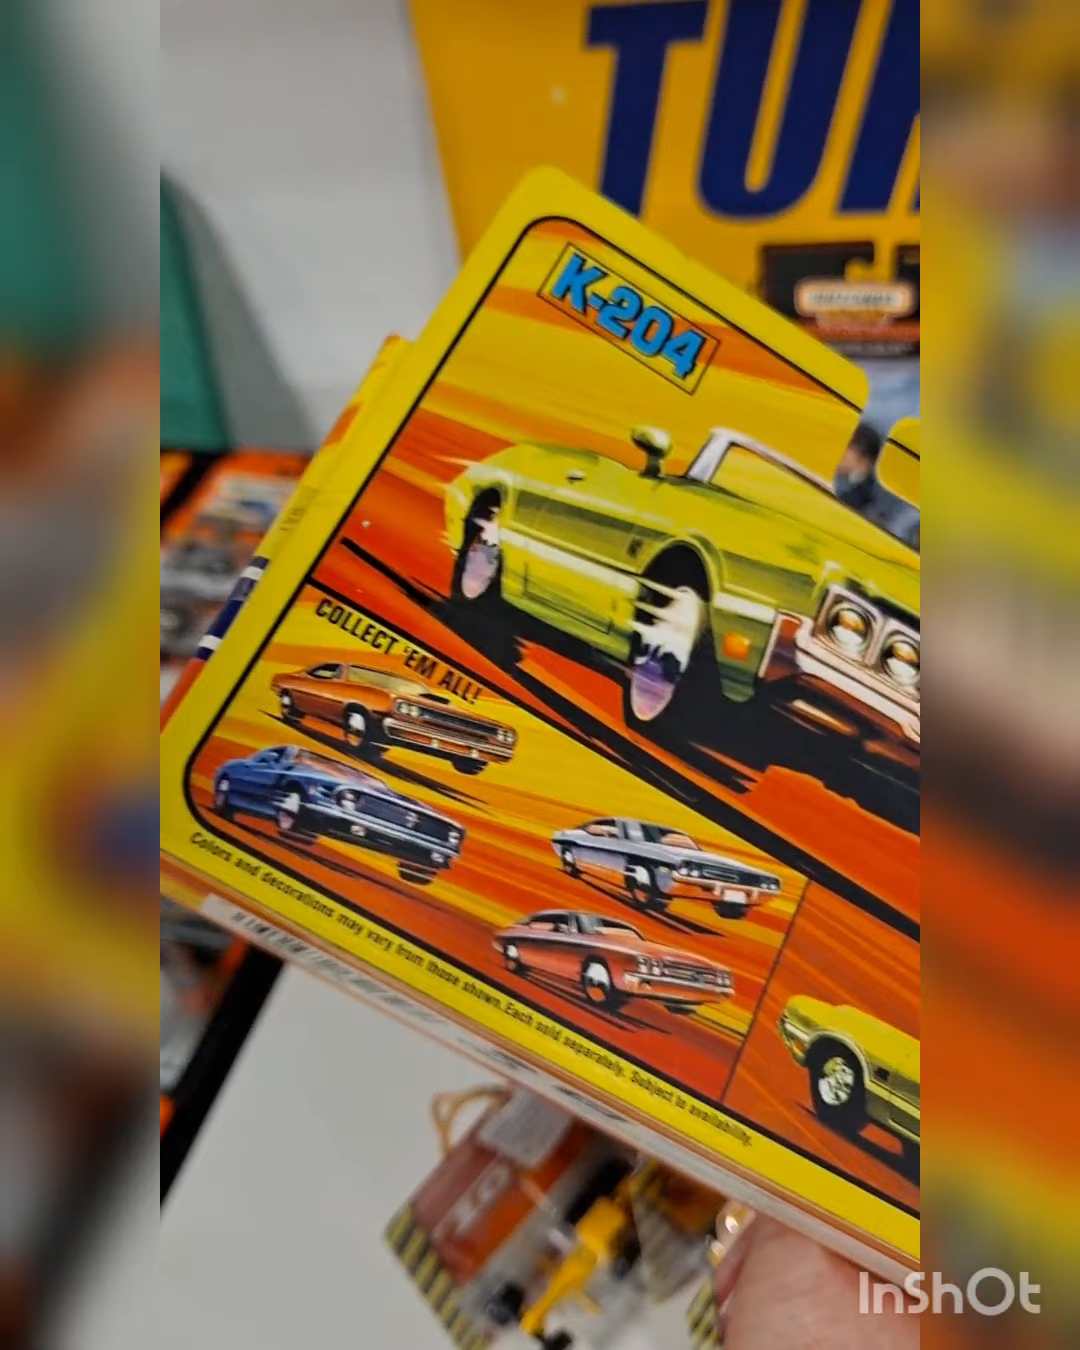 K-204
COLLECT 'EM ALL!
Colors and decorations may vary from those shown. Each sold separately. Subject to availability.
InShOt